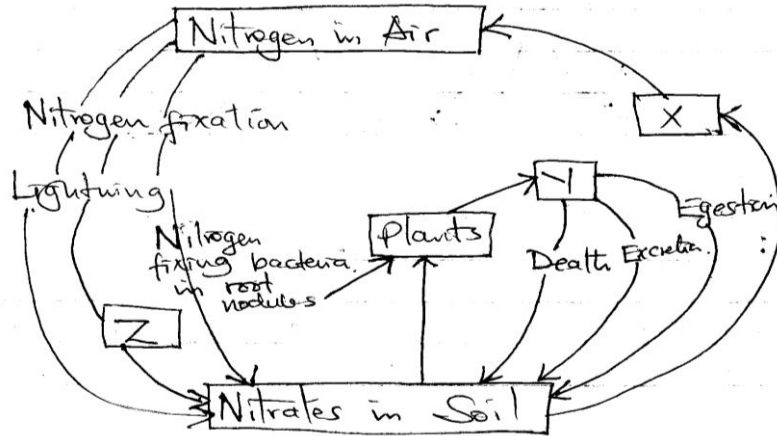 Nitrogen in Air
Nitrogen fixation
X
Lightning
Y
Egestion
Nitrogen
fixing bacteria
in root
nodules
Plants
Death Excretion
Z
Nitrates in Soil